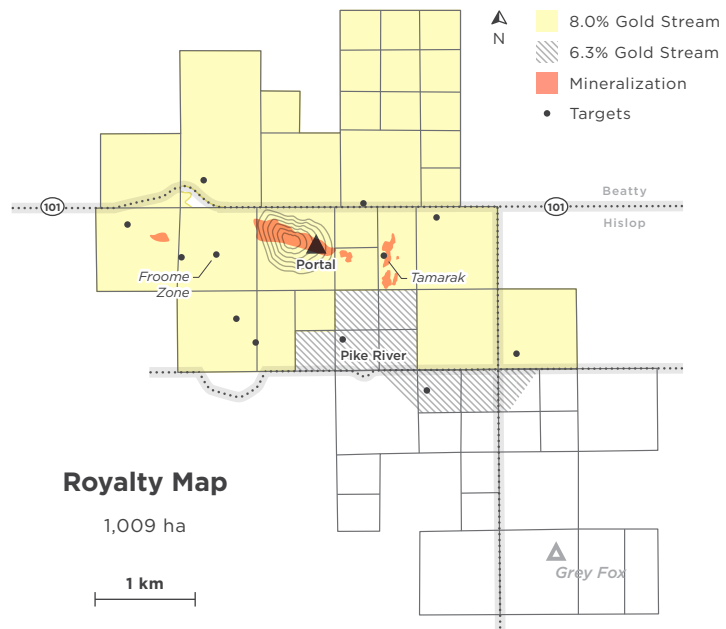 N
8.0% Gold Stream
6.3% Gold Stream
Mineralization
Targets
Beatty
101
101
Hislop
Portal
Froome
Zone
Tamarak
Pike River
Royalty Map
1,009 ha
1 km
Grey Fox